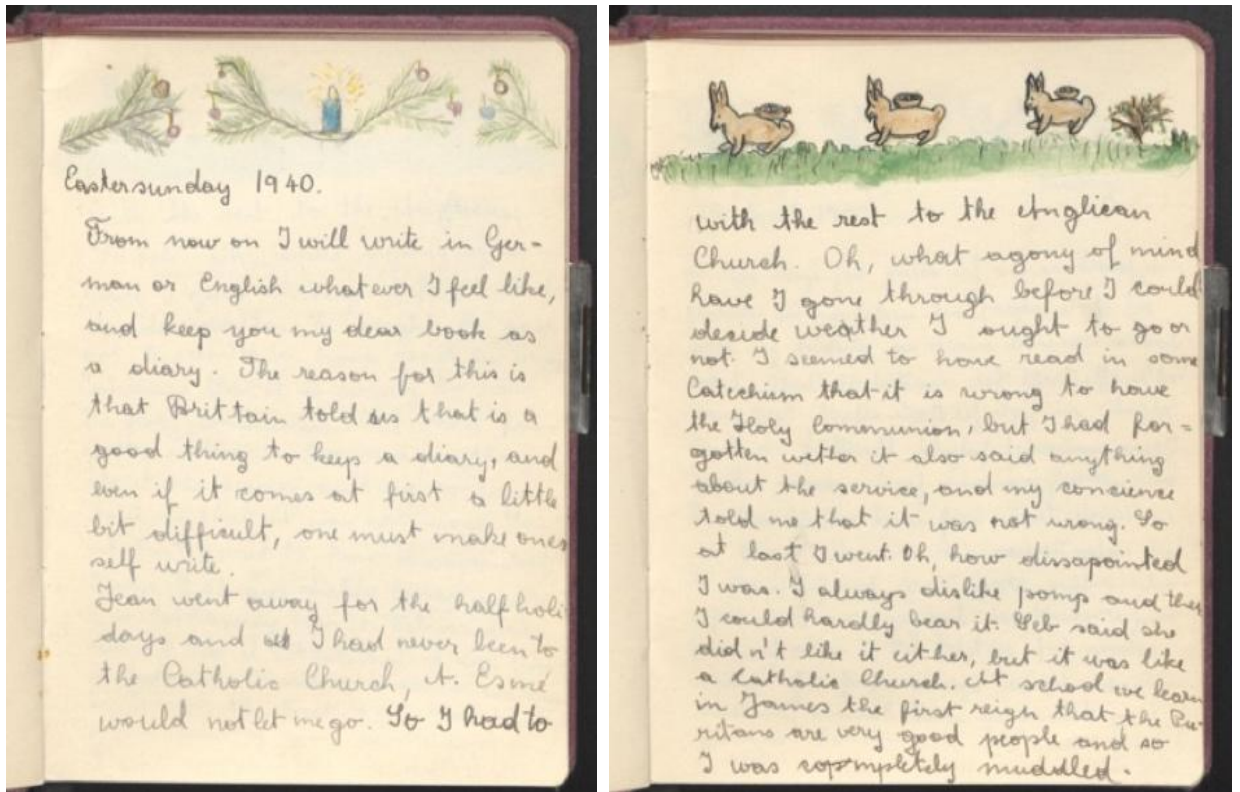 Eastersunday 1940.
From now on I will write in Ger-
man or English what ever I feel like,
and keep you my dear book as
a diary. The reason for this is
that Brittain told us that is a
good thing to keep a diary, and
even if it comes at first a little
bit difficult, one must make ones
self write.
Jean went away for the half holi
days and as I had never been to
the Catholic Church, A. Esmé
would not let me go. So I had to
with the rest to the Anglican
Church. Oh, what agony of mind
have I gone through before I could
decide weather I ought to go or
not. I seemed to have read in some
Catechism that it is wrong to have
the Holy Communion, but I had for=
gotten wether it also said anything
about the service, and my concience
told me that it was not wrong. So
at last I went. Oh, how dissapointed
I was. I always dislike pomp and then
I could hardly bear it. Geb said she
did n't like it either, but it was like
a Catholic Church. At school we learn
in James the first reign that the Pu-
ritans are very good people and so
I was completely muddled.